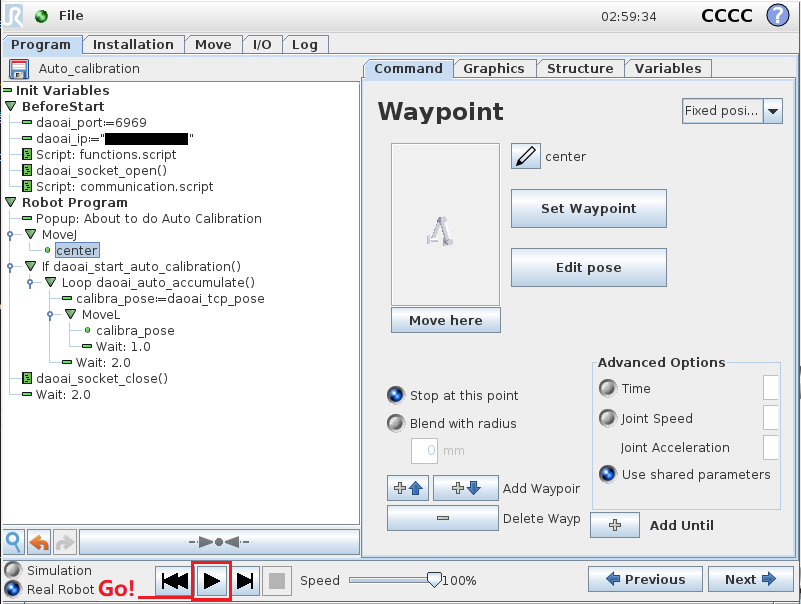 File
02:59:34
CCCC
?
Program
Installation
Move
I/O
Log
Auto_calibration
Command
Graphics
Structure
Variables
Init Variables
BeforeStart
daoai_port:=6969
daoai_ip:=" "
Script: functions.script
daoai_socket_open()
Script: communication.script
Robot Program
Popup: About to do Auto Calibration
MoveJ
center
If daoai_start_auto_calibration()
Loop daoai_auto_accumulate()
calibra_pose:=daoai_tcp_pose
MoveL
calibra_pose
Wait: 1.0
Wait: 2.0
daoai_socket_close()
Wait: 2.0
Waypoint
Fixed posi...
center
Set Waypoint
Edit pose
Move here
Stop at this point
Blend with radius
0 mm
Add Waypoir
Delete Wayp
Advanced Options
Time
Joint Speed
Joint Acceleration
Use shared parameters
Add Until
Simulation
Real Robot
Go!
Speed
100%
Previous
Next